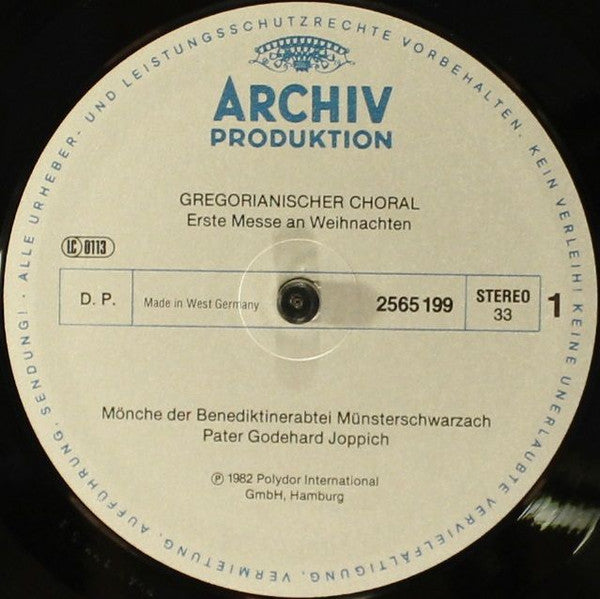 ALLE URHEBER- UND LEISTUNGSSCHUTZRECHTE VORBEHALTEN · KEIN VERLEIH! KEINE UNERLAUBTE VERVIELFÄLTIGUNG, VERMIETUNG, AUFFÜHRUNG, SENDUNG! ·
ARCHIV
PRODUKTION
GREGORIANISCHER CHORAL
Erste Messe an Weihnachten
LC 0113
D. P.
Made in West Germany
2565 199
STEREO
33
1
Mönche der Benediktinerabtei Münsterschwarzach
Pater Godehard Joppich
℗ 1982 Polydor International
GmbH, Hamburg